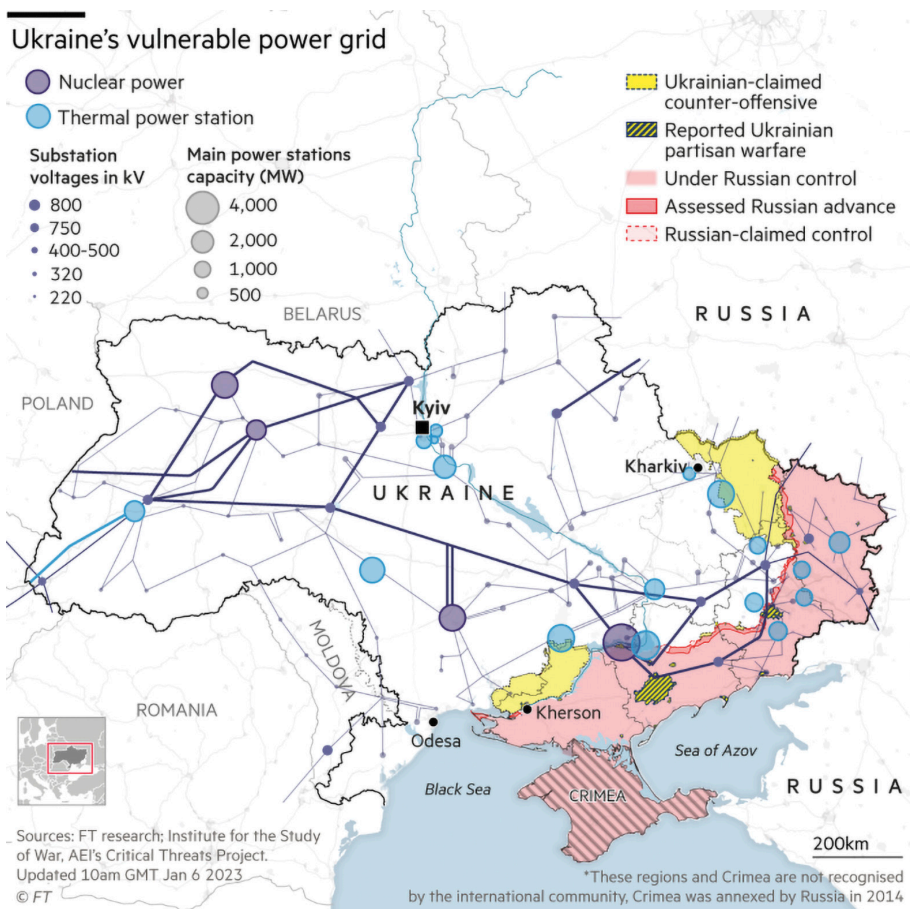 Ukraine's vulnerable power grid
Nuclear power
Thermal power station
Substation
voltages in kV
800
750
400-500
320
220
Main power stations
capacity (MW)
4,000
2,000
1,000
500
Ukrainian-claimed
counter-offensive
Reported Ukrainian
partisan warfare
Under Russian control
Assessed Russian advance
Russian-claimed control
BELARUS
RUSSIA
POLAND
Kyiv
Kharkiv
UKRAINE
MOLDOVA
ROMANIA
Kherson
Odesa
Sea of Azov
Black Sea
CRIMEA
RUSSIA
200km
Sources: FT research; Institute for the Study
of War, AEI's Critical Threats Project.
Updated 10am GMT Jan 6 2023
© FT
*These regions and Crimea are not recognised
by the international community, Crimea was annexed by Russia in 2014